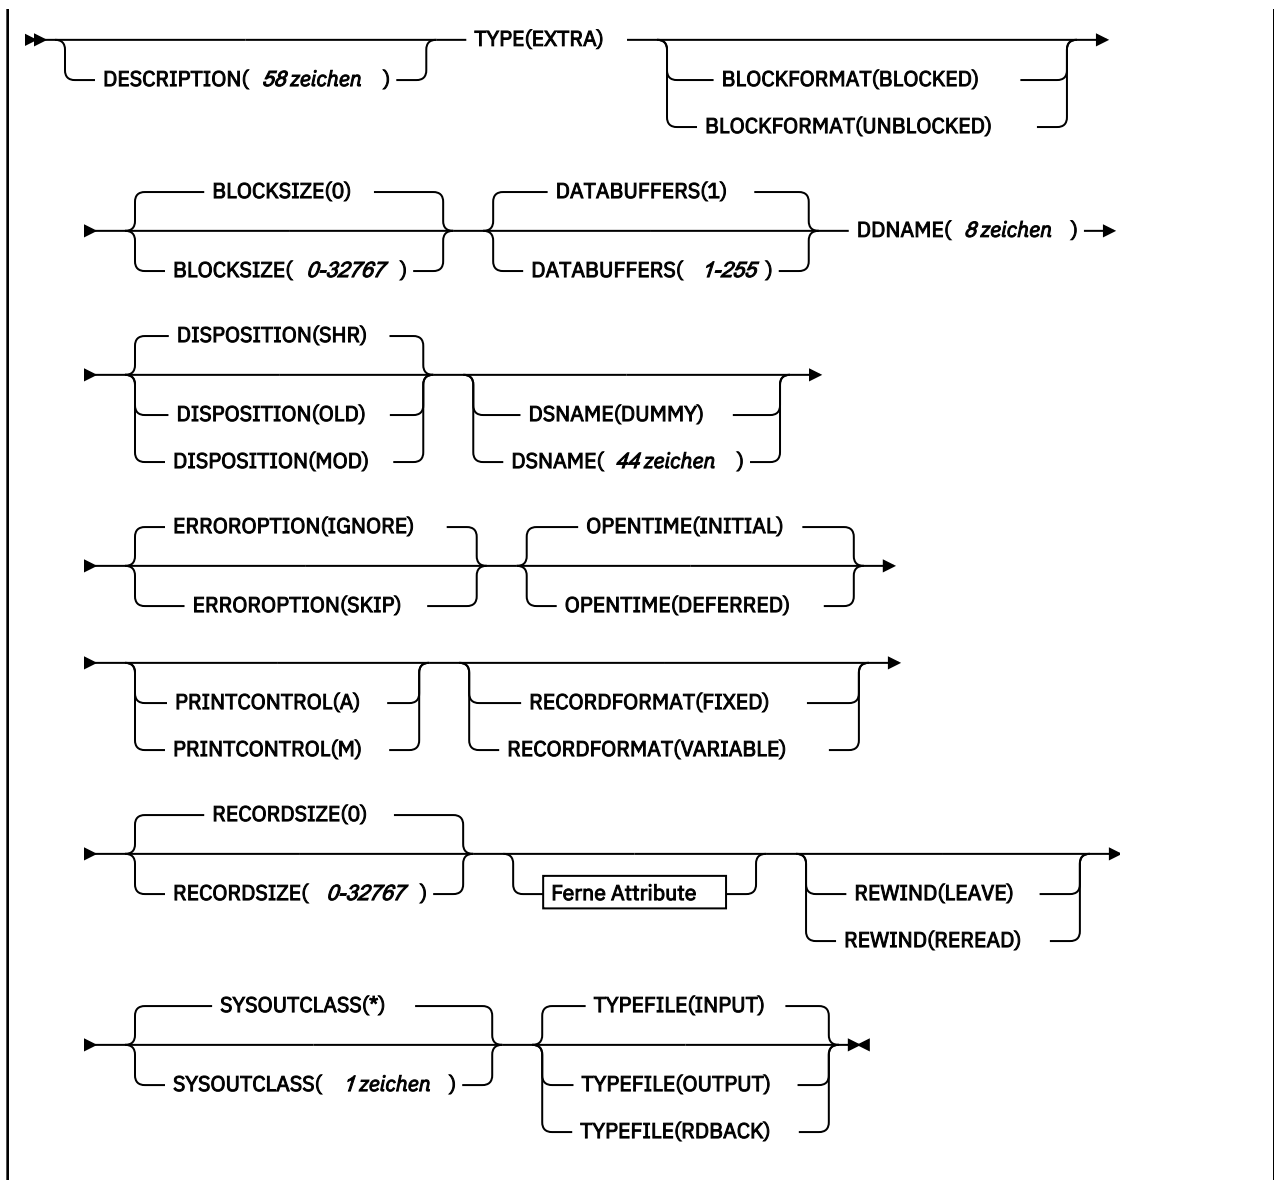 TYPE(EXTRA)
DESCRIPTION( 58 zeichen )
BLOCKFORMAT(BLOCKED)
BLOCKFORMAT(UNBLOCKED)
BLOCKSIZE(0)
DATABUFFERS(1)
DDNAME( 8 zeichen )
BLOCKSIZE( 0-32767 )
DATABUFFERS( 1-255 )
DISPOSITION(SHR)
DISPOSITION(OLD)
DSNAME(DUMMY)
DISPOSITION(MOD)
DSNAME( 44 zeichen )
ERROROPTION(IGNORE)
OPENTIME(INITIAL)
ERROROPTION(SKIP)
OPENTIME(DEFERRED)
PRINTCONTROL(A)
RECORDFORMAT(FIXED)
PRINTCONTROL(M)
RECORDFORMAT(VARIABLE)
RECORDSIZE(0)
RECORDSIZE( 0-32767 )
Ferne Attribute
REWIND(LEAVE)
REWIND(REREAD)
SYSOUTCLASS(*)
TYPEFILE(INPUT)
SYSOUTCLASS( 1 zeichen )
TYPEFILE(OUTPUT)
TYPEFILE(RDBACK)